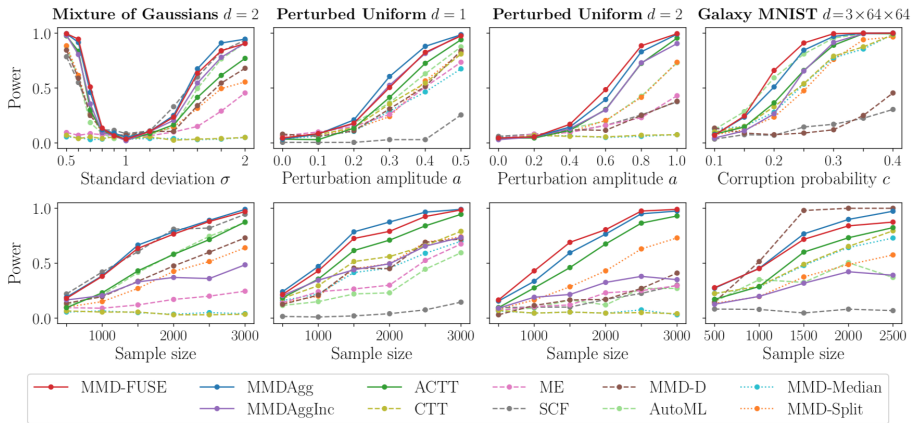 Mixture of Gaussians d = 2
Perturbed Uniform d = 1
Perturbed Uniform d = 2
Galaxy MNIST d=3×64×64
Power
1.0
0.5
0.0
0.5 1 2
0.0 0.1 0.2 0.3 0.4 0.5
0.0 0.2 0.4 0.6 0.8 1.0
0.1 0.2 0.3 0.4
Standard deviation σ
Perturbation amplitude a
Perturbation amplitude a
Corruption probability c
Power
1.0
0.5
0.0
1000 2000 3000
1000 2000 3000
1000 2000 3000
500 1000 1500 2000 2500
Sample size
Sample size
Sample size
Sample size
MMD-FUSE MMDAgg ACTT ME MMD-D MMD-Median
MMDAggInc CTT SCF AutoML MMD-Split